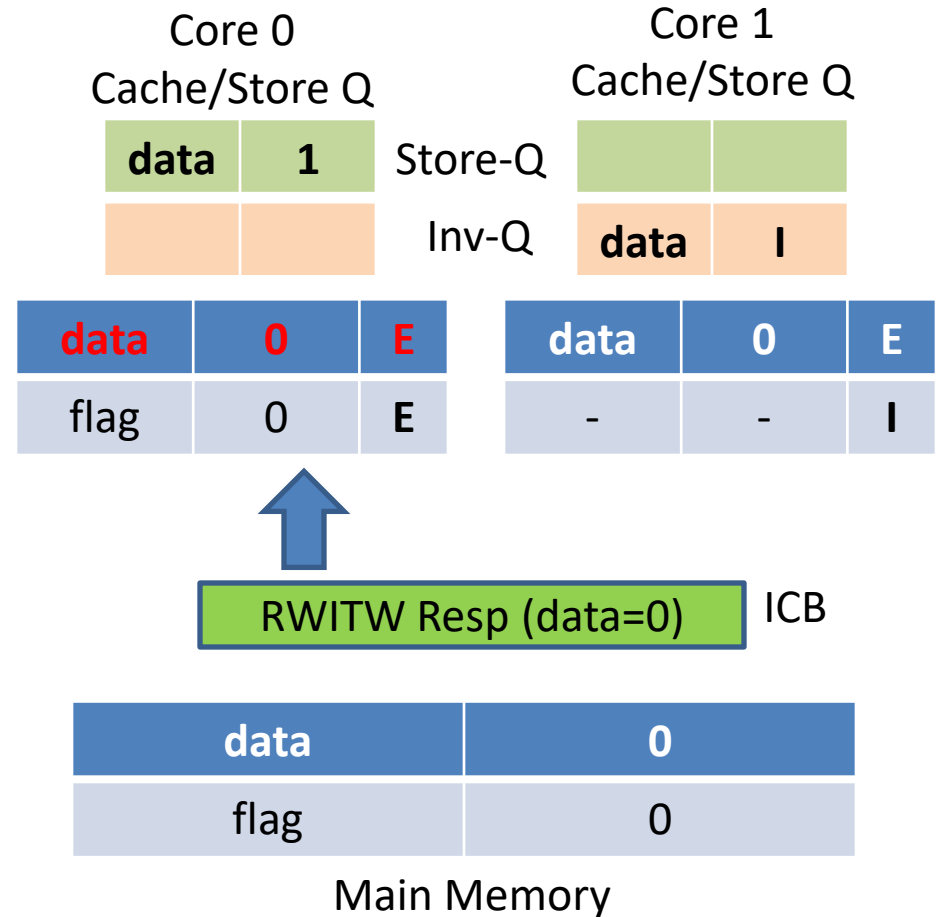 Core 0
Cache/Store Q
Core 1
Cache/Store Q
data 1 Store-Q
Inv-Q data I
data 0 E data 0 E
flag 0 E - - I
RWITW Resp (data=0) ICB
data 0
flag 0
Main Memory